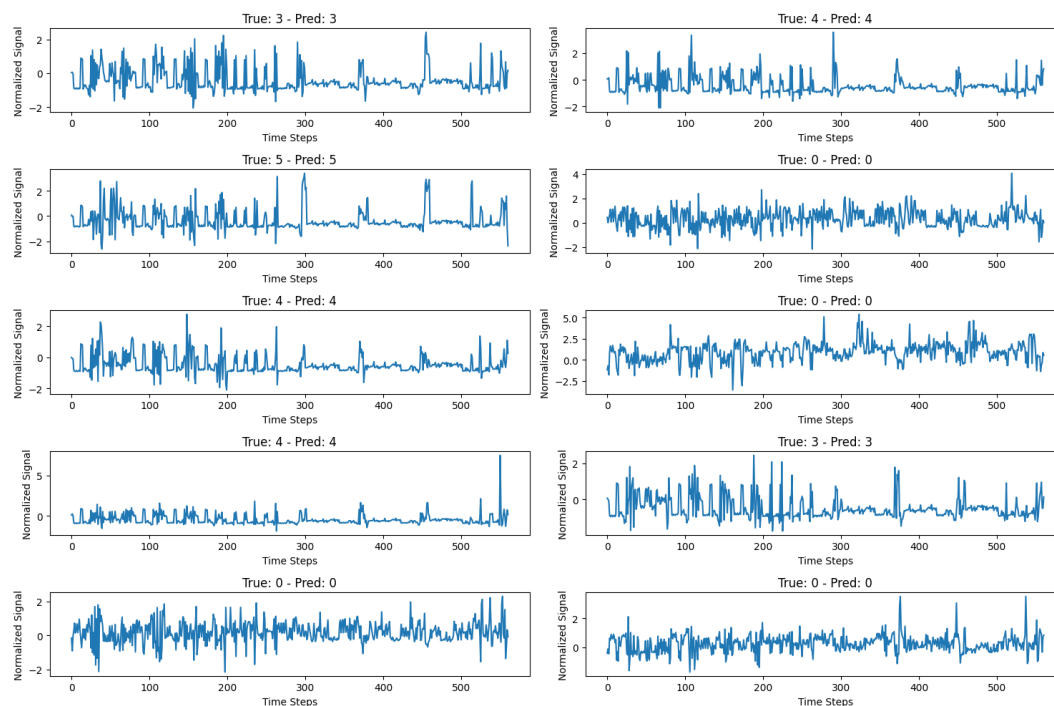 True: 3 - Pred: 3
Normalized Signal
2
0
−2
0 100 200 300 400 500
Time Steps
True: 4 - Pred: 4
Normalized Signal
2
0
−2
0 100 200 300 400 500
Time Steps
True: 5 - Pred: 5
Normalized Signal
2
0
−2
0 100 200 300 400 500
Time Steps
True: 0 - Pred: 0
Normalized Signal
4
2
0
−2
0 100 200 300 400 500
Time Steps
True: 4 - Pred: 4
Normalized Signal
2
0
−2
0 100 200 300 400 500
Time Steps
True: 0 - Pred: 0
Normalized Signal
5.0
2.5
0.0
−2.5
0 100 200 300 400 500
Time Steps
True: 4 - Pred: 4
Normalized Signal
5
0
0 100 200 300 400 500
Time Steps
True: 3 - Pred: 3
Normalized Signal
2
0
0 100 200 300 400 500
Time Steps
True: 0 - Pred: 0
Normalized Signal
2
0
−2
0 100 200 300 400 500
Time Steps
True: 0 - Pred: 0
Normalized Signal
2
0
0 100 200 300 400 500
Time Steps